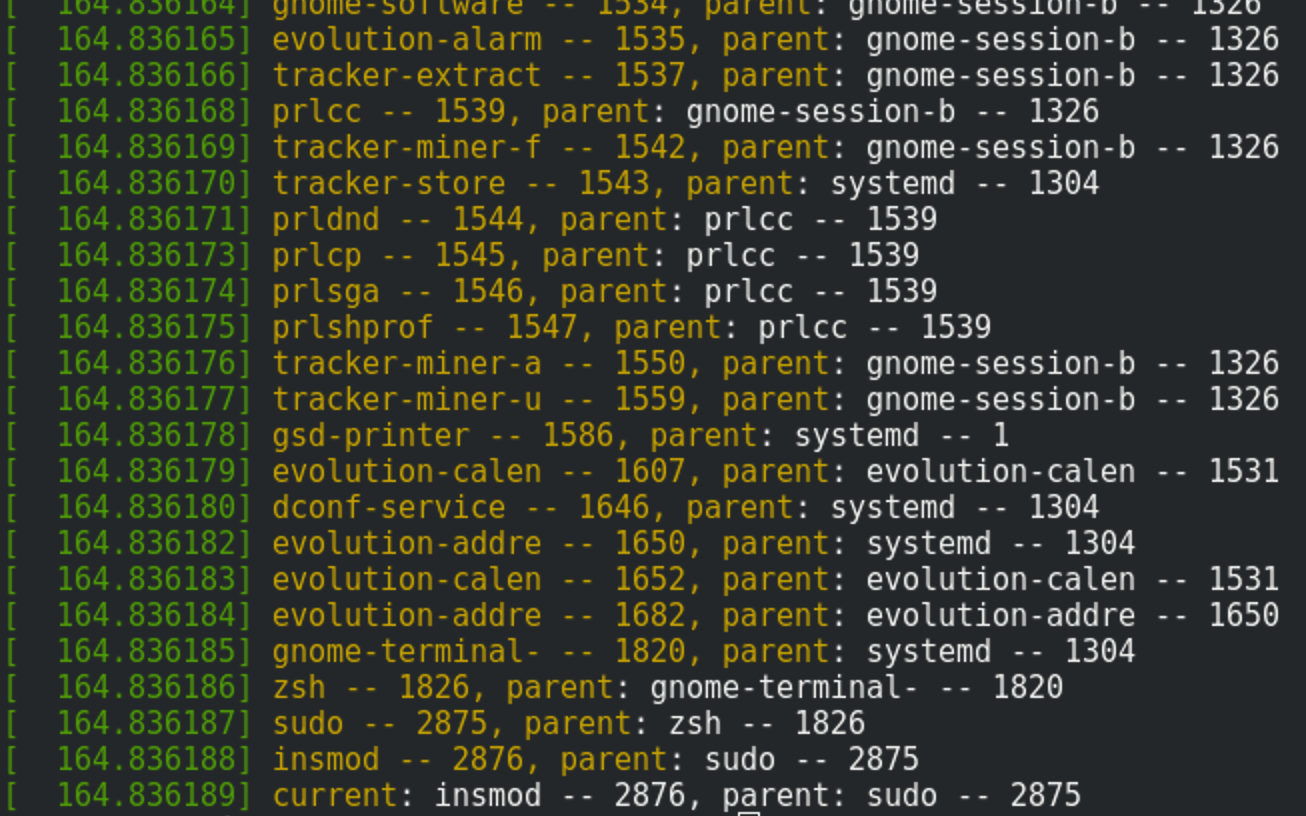 [  164.836164] gnome-software -- 1534, parent: gnome-session-b -- 1326
[  164.836165] evolution-alarm -- 1535, parent: gnome-session-b -- 1326
[  164.836166] tracker-extract -- 1537, parent: gnome-session-b -- 1326
[  164.836168] prlcc -- 1539, parent: gnome-session-b -- 1326
[  164.836169] tracker-miner-f -- 1542, parent: gnome-session-b -- 1326
[  164.836170] tracker-store -- 1543, parent: systemd -- 1304
[  164.836171] prldnd -- 1544, parent: prlcc -- 1539
[  164.836173] prlcp -- 1545, parent: prlcc -- 1539
[  164.836174] prlsga -- 1546, parent: prlcc -- 1539
[  164.836175] prlshprof -- 1547, parent: prlcc -- 1539
[  164.836176] tracker-miner-a -- 1550, parent: gnome-session-b -- 1326
[  164.836177] tracker-miner-u -- 1559, parent: gnome-session-b -- 1326
[  164.836178] gsd-printer -- 1586, parent: systemd -- 1
[  164.836179] evolution-calen -- 1607, parent: evolution-calen -- 1531
[  164.836180] dconf-service -- 1646, parent: systemd -- 1304
[  164.836182] evolution-addre -- 1650, parent: systemd -- 1304
[  164.836183] evolution-calen -- 1652, parent: evolution-calen -- 1531
[  164.836184] evolution-addre -- 1682, parent: evolution-addre -- 1650
[  164.836185] gnome-terminal- -- 1820, parent: systemd -- 1304
[  164.836186] zsh -- 1826, parent: gnome-terminal- -- 1820
[  164.836187] sudo -- 2875, parent: zsh -- 1826
[  164.836188] insmod -- 2876, parent: sudo -- 2875
[  164.836189] current: insmod -- 2876, parent: sudo -- 2875